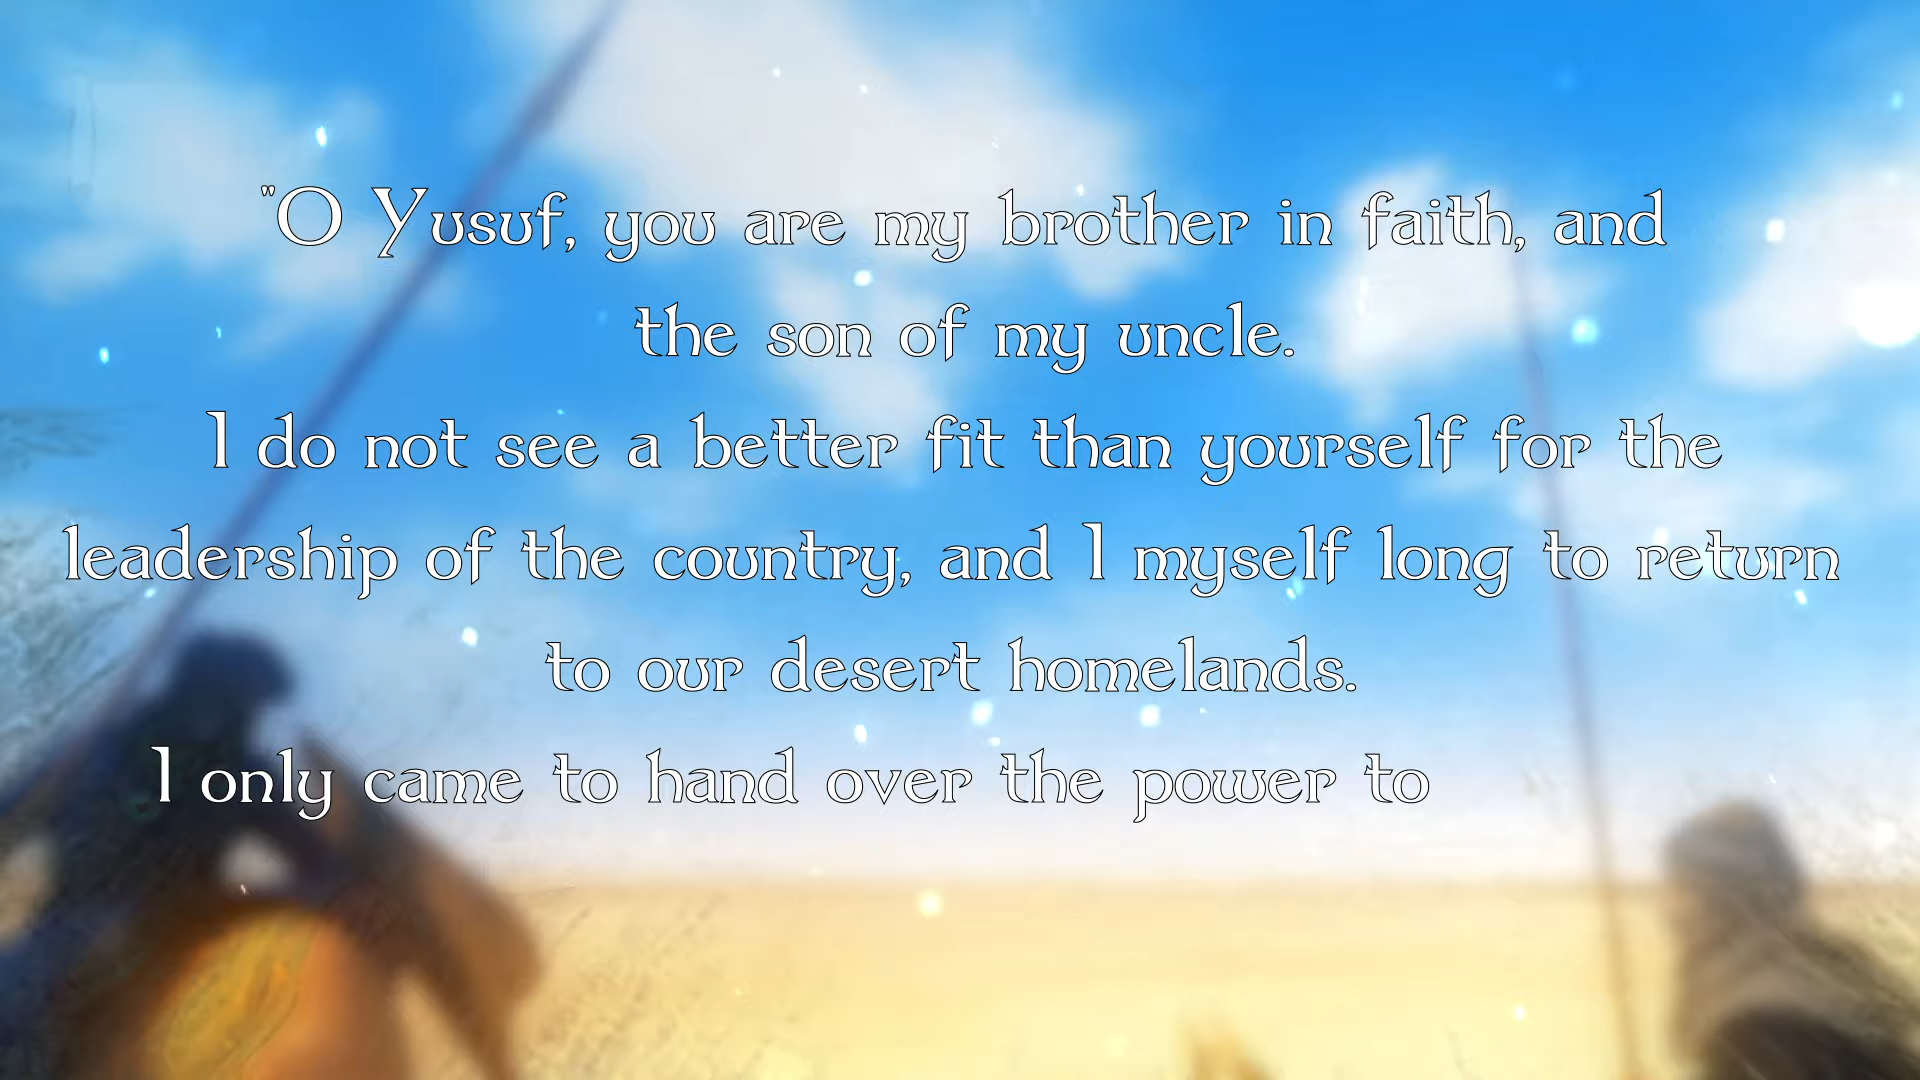 "O Yusuf, you are my brother in faith, and
the son of my uncle.
I do not see a better fit than yourself for the
leadership of the country, and I myself long to return
to our desert homelands.
I only came to hand over the power to